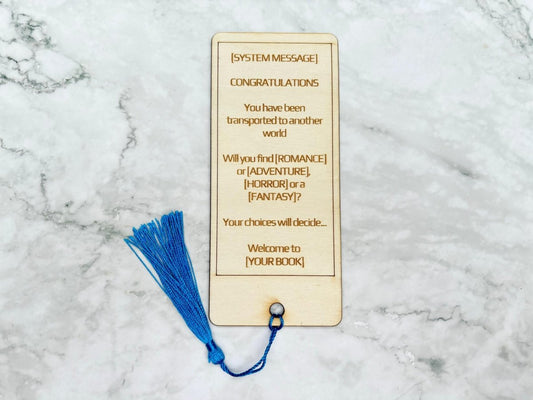 [SYSTEM MESSAGE]
CONGRATULATIONS
You have been
transported to another
world
Will you find [ROMANCE]
or [ADVENTURE],
[HORROR] or a
[FANTASY]?
Your choices will decide...
Welcome to
[YOUR BOOK]